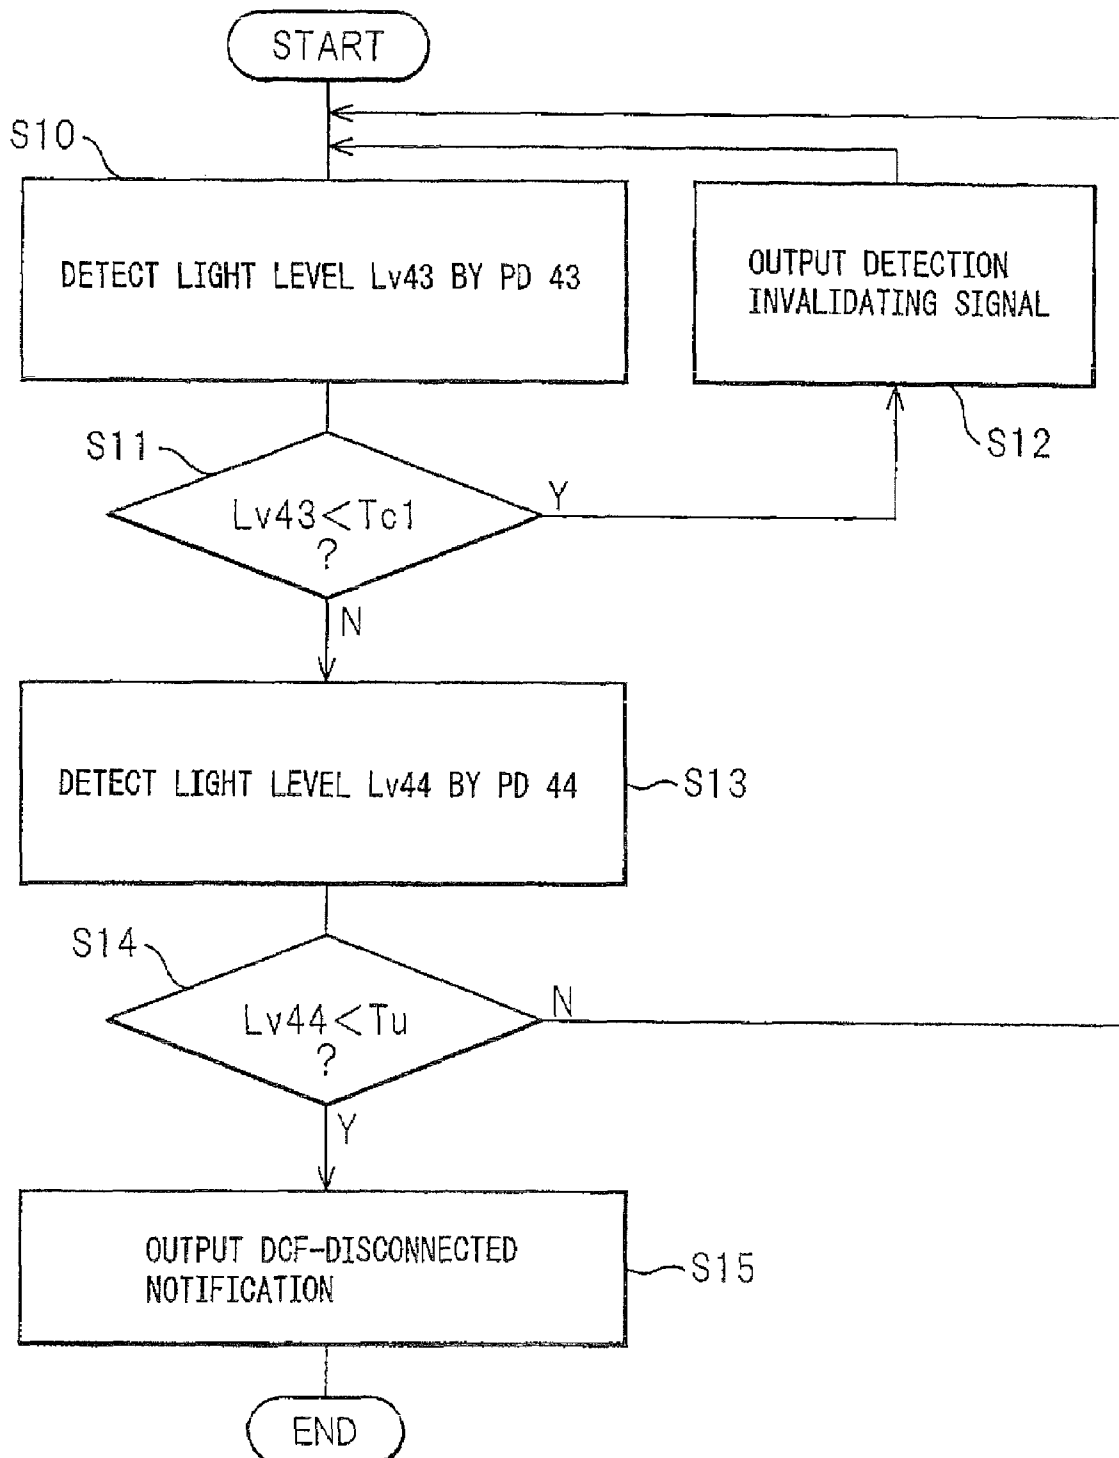 START
S10
DETECT LIGHT LEVEL Lv43 BY PD 43
OUTPUT DETECTION
INVALIDATING SIGNAL
S12
S11
Lv43<Tc1
?
Y
N
DETECT LIGHT LEVEL Lv44 BY PD 44
S13
S14
Lv44<Tu
?
N
Y
OUTPUT DCF-DISCONNECTED
NOTIFICATION
S15
END